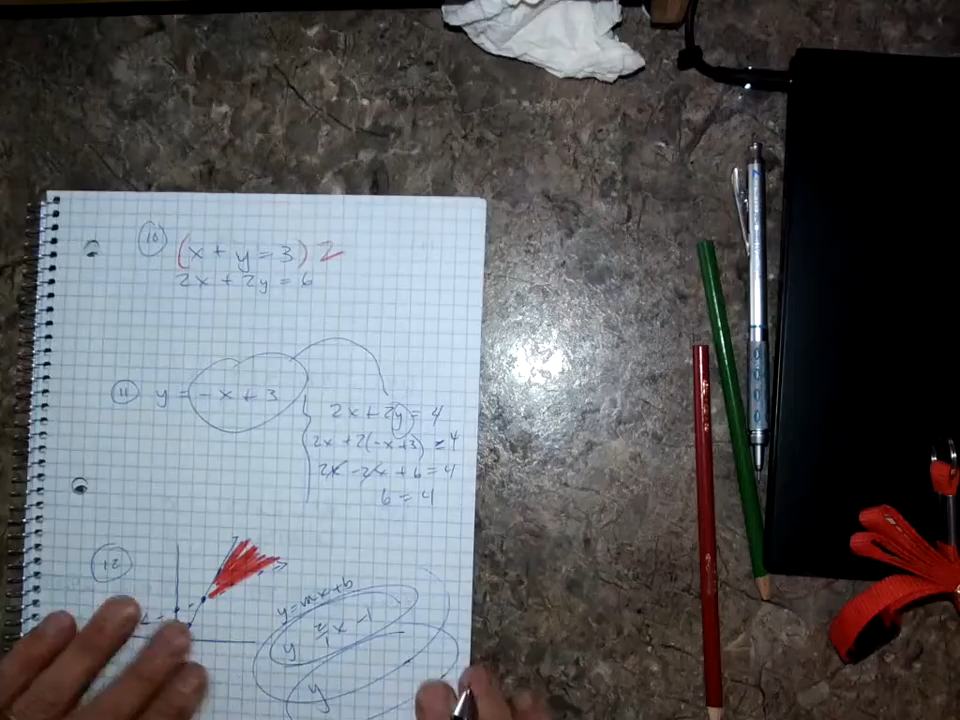 10 (x + y = 3) 2
2x + 2y = 6
11 y = -x + 3
2x + 2y = 4
2x + 2(-x+3) = 4
2x - 2x + 6 = 4
6 = 4
12
y = mx+b
y 2/1 x - 1
y